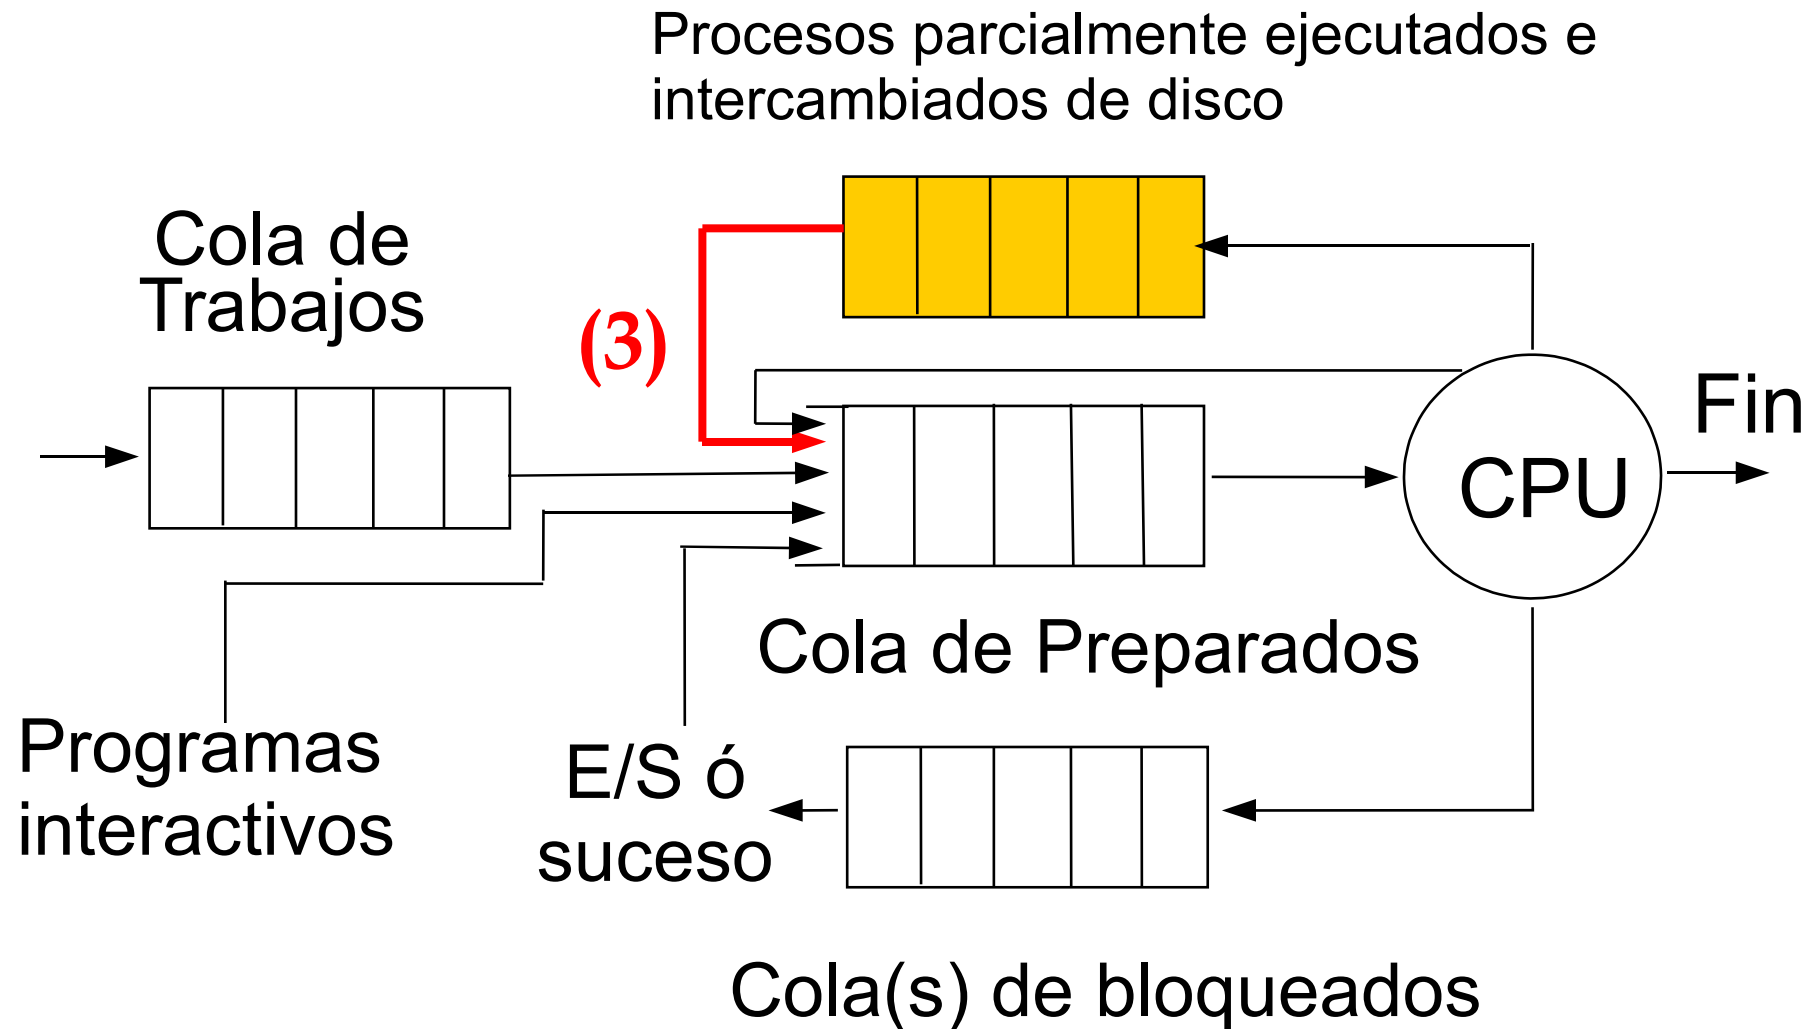 Procesos parcialmente ejecutados e
intercambiados de disco
Cola de
Trabajos
(3)
Fin
CPU
Cola de Preparados
Programas
interactivos
E/S ó
suceso
Cola(s) de bloqueados